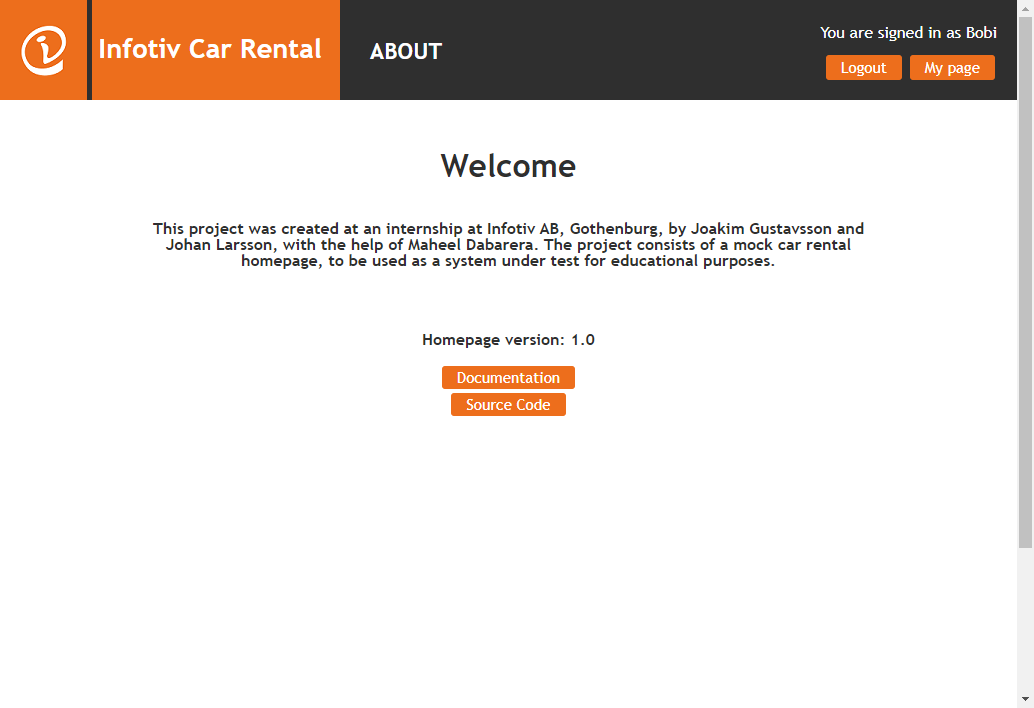 Infotiv Car Rental
ABOUT
You are signed in as Bobi
Logout
My page
Welcome
This project was created at an internship at Infotiv AB, Gothenburg, by Joakim Gustavsson and
Johan Larsson, with the help of Maheel Dabarera. The project consists of a mock car rental
homepage, to be used as a system under test for educational purposes.
Homepage version: 1.0
Documentation
Source Code